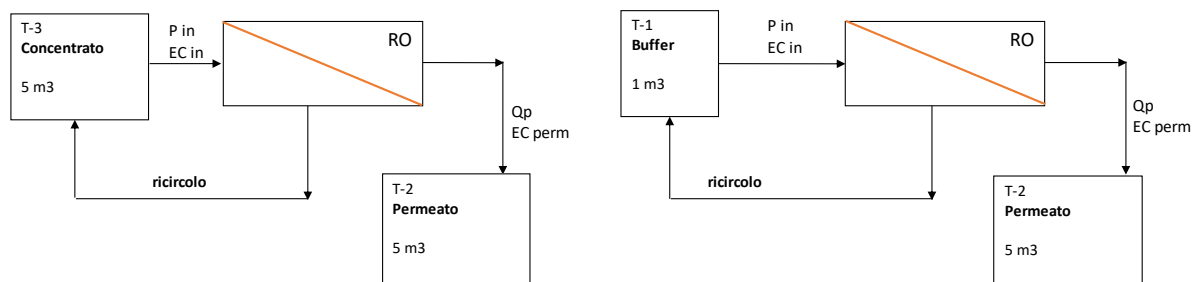 T-3
Concentrato
5 m3
P in
EC in
RO
Qp
EC perm
ricircolo
T-2
Permeato
5 m3
T-1
Buffer
1 m3
P in
EC in
RO
Qp
EC perm
ricircolo
T-2
Permeato
5 m3